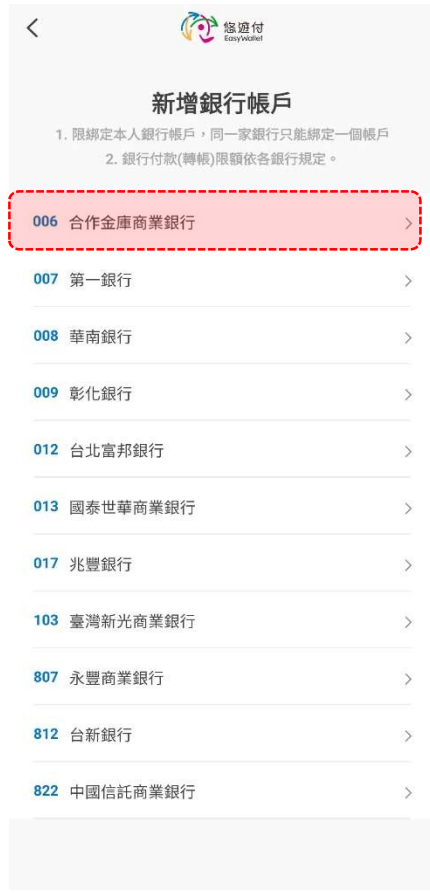 悠遊付
EasyWallet
新增銀行帳戶
1. 限綁定本人銀行帳戶，同一家銀行只能綁定一個帳戶
2. 銀行付款(轉帳)限額依各銀行規定。
006 合作金庫商業銀行
007 第一銀行
008 華南銀行
009 彰化銀行
012 台北富邦銀行
013 國泰世華商業銀行
017 兆豐銀行
103 臺灣新光商業銀行
807 永豐商業銀行
812 台新銀行
822 中國信託商業銀行